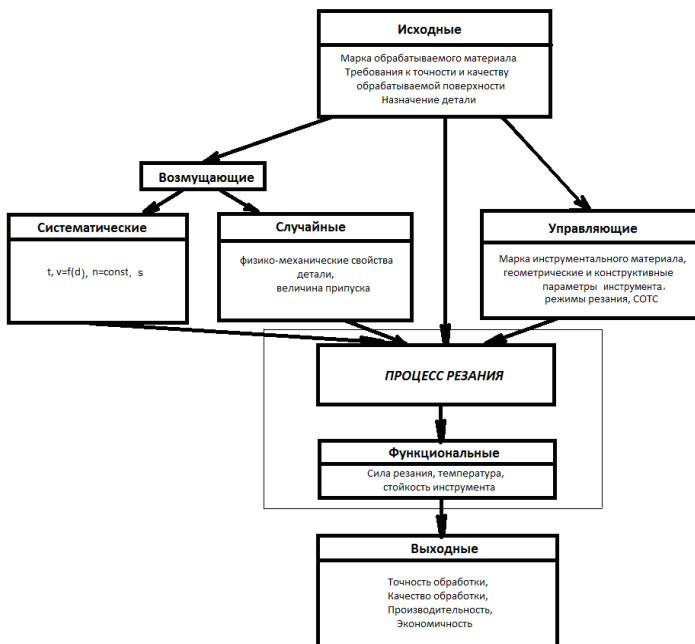 Исходные
Марка обрабатываемого материала
Требования к точности и качеству
обрабатываемой поверхности
Назначение детали
Возмущающие
Систематические
t, v=f(d), n=const, s
Случайные
физико-механические свойства
детали,
величина припуска
Управляющие
Марка инструментального материала,
геометрические и конструктивные
параметры инструмента,
режимы резания, СОТС
ПРОЦЕСС РЕЗАНИЯ
Функциональные
Сила резания, температура,
стойкость инструмента
Выходные
Точность обработки,
Качество обработки,
Производительность,
Экономичность